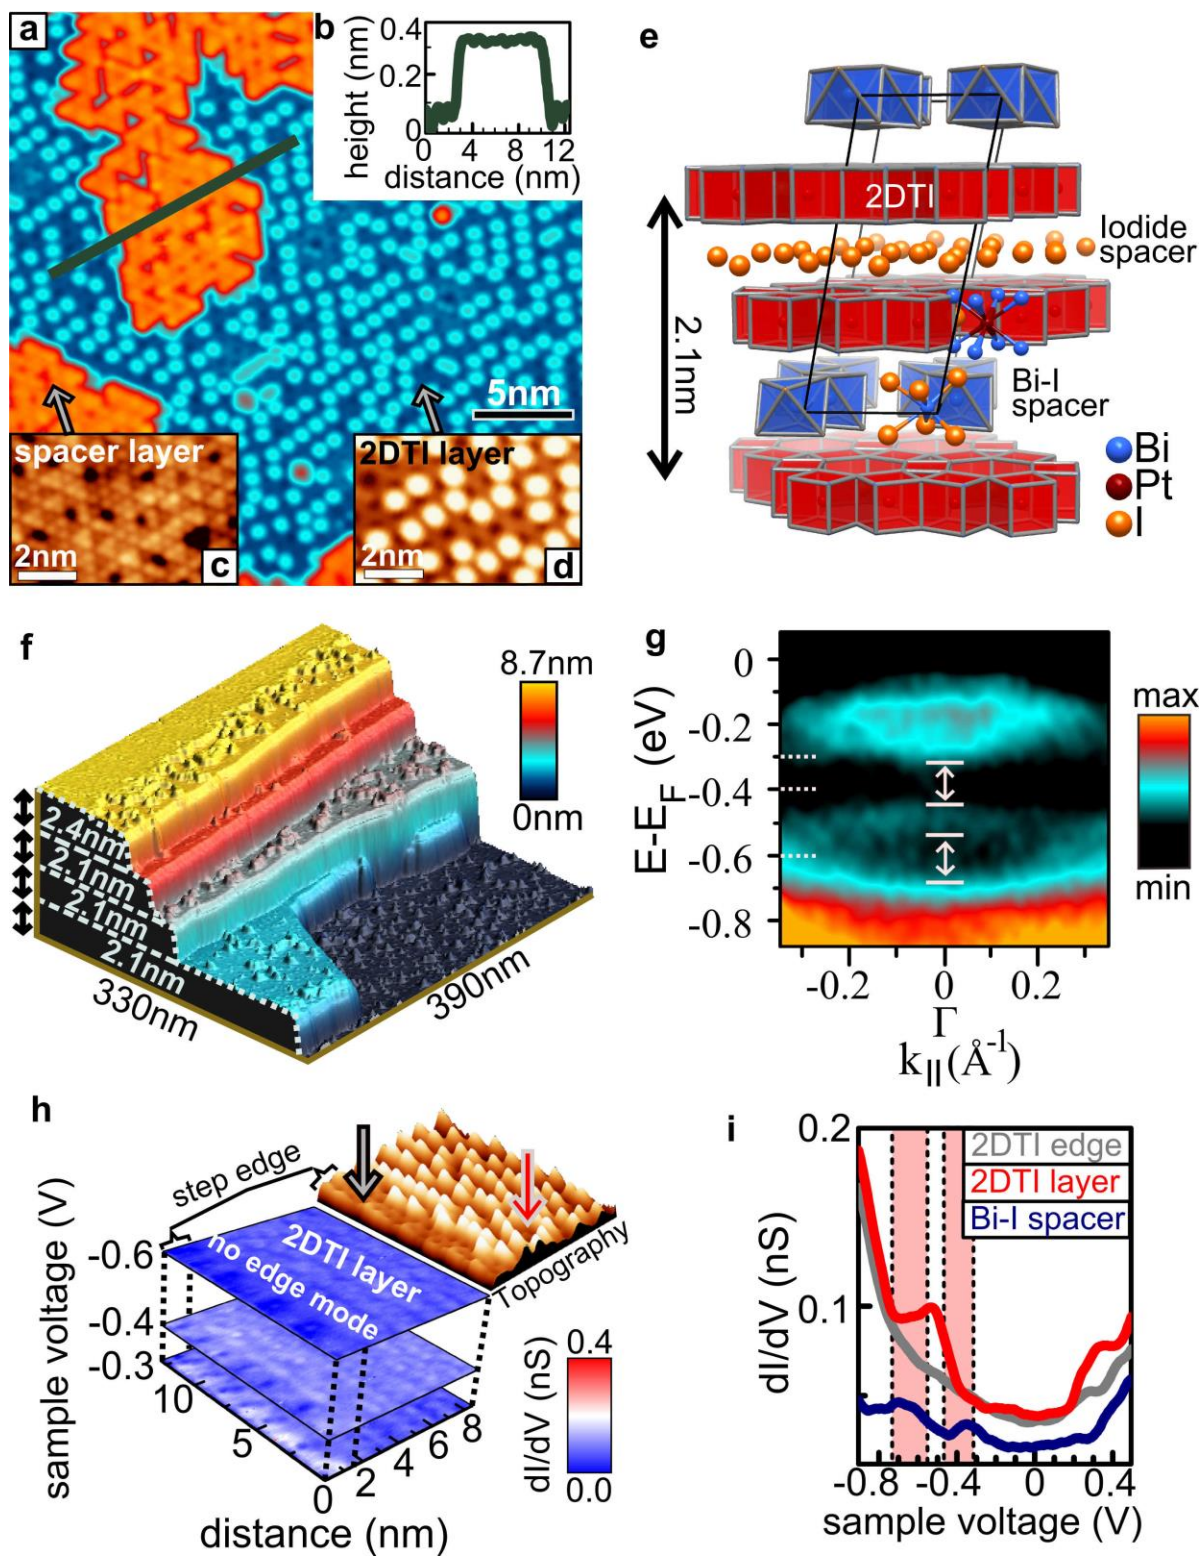 a
b
height (nm)
0.4
0.2
0
0 4 8 12
distance (nm)
5nm
spacer layer
2nm
c
2DTI layer
2nm
d
e
2DTI
Iodide
spacer
2.1nm
Bi-I
spacer
Bi
Pt
I
f
8.7nm
0nm
2.4nm
2.1nm
2.1nm
2.1nm
330nm
390nm
g
E-E_F (eV)
0
-0.2
-0.4
-0.6
-0.8
-0.2 0 0.2
Γ
k_||(Å^-1)
max
min
h
step edge
Topography
2DTI layer
no edge mode
sample voltage (V)
-0.6
-0.4
-0.3
10
5
0
2
4
6
8
distance (nm)
dI/dV (nS)
0.4
0.0
i
2DTI edge
2DTI layer
Bi-I spacer
dI/dV (nS)
0.2
0.1
-0.8 -0.4 0 0.4
sample voltage (V)